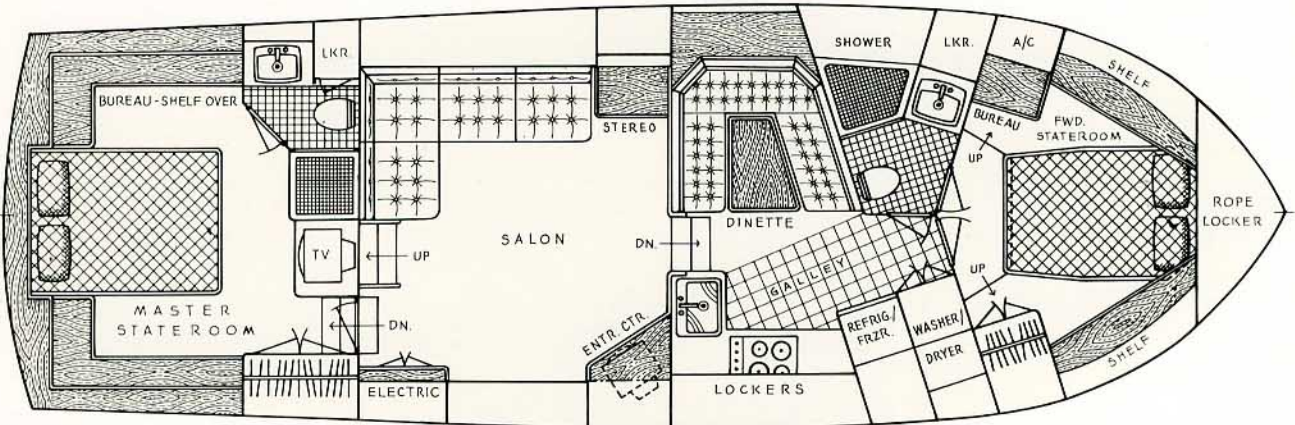 LKR.
BUREAU-SHELF OVER
TV
UP
DN.
MASTER
STATEROOM
SALON
STEREO
ELECTRIC
ENTR. CTR.
DN.
DINETTE
GALLEY
LOCKERS
REFRIG./
FRZR.
WASHER/
DRYER
SHOWER
LKR.
A/C
SHELF
BUREAU
UP
FWD.
STATEROOM
UP
SHELF
ROPE
LOCKER